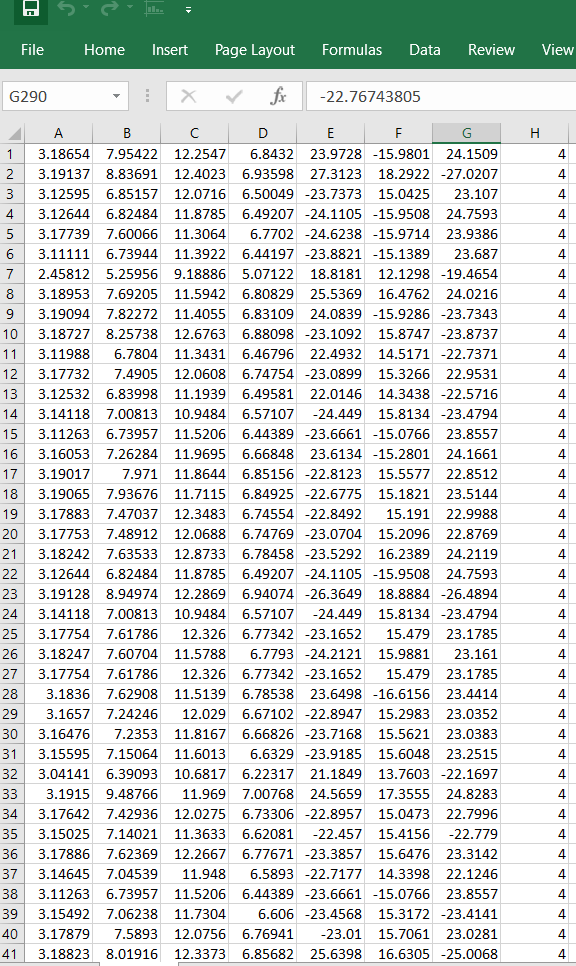 File Home Insert Page Layout Formulas Data Review View
G290 fx -22.76743805
A B C D E F G H
1 3.18654 7.95422 12.2547 6.8432 23.9728 -15.9801 24.1509 4
2 3.19137 8.83691 12.4023 6.93598 27.3123 18.2922 -27.0207 4
3 3.12595 6.85157 12.0716 6.50049 -23.7373 15.0425 23.107 4
4 3.12644 6.82484 11.8785 6.49207 -24.1105 -15.9508 24.7593 4
5 3.17739 7.60066 11.3064 6.7702 -24.6238 -15.9714 23.9386 4
6 3.11111 6.73944 11.3922 6.44197 -23.8821 -15.1389 23.687 4
7 2.45812 5.25956 9.18886 5.07122 18.8181 12.1298 -19.4654 4
8 3.18953 7.69205 11.5942 6.80829 25.5369 16.4762 24.0216 4
9 3.19094 7.82272 11.4055 6.83109 24.0839 -15.9286 -23.7343 4
10 3.18727 8.25738 12.6763 6.88098 -23.1092 15.8747 -23.8737 4
11 3.11988 6.7804 11.3431 6.46796 22.4932 14.5171 -22.7371 4
12 3.17732 7.4905 12.0608 6.74754 -23.0899 15.3266 22.9531 4
13 3.12532 6.83998 11.1939 6.49581 22.0146 14.3438 -22.5716 4
14 3.14118 7.00813 10.9484 6.57107 -24.449 15.8134 -23.4794 4
15 3.11263 6.73957 11.5206 6.44389 -23.6661 -15.0766 23.8557 4
16 3.16053 7.26284 11.9695 6.66848 23.6134 -15.2801 24.1661 4
17 3.19017 7.971 11.8644 6.85156 -22.8123 15.5577 22.8512 4
18 3.19065 7.93676 11.7115 6.84925 -22.6775 15.1821 23.5144 4
19 3.17883 7.47037 12.3483 6.74554 -22.8492 15.191 22.9988 4
20 3.17753 7.48912 12.0688 6.74769 -23.0704 15.2096 22.8769 4
21 3.18242 7.63533 12.8733 6.78458 -23.5292 16.2389 24.2119 4
22 3.12644 6.82484 11.8785 6.49207 -24.1105 -15.9508 24.7593 4
23 3.19128 8.94974 12.2869 6.94074 -26.3649 18.8884 -26.4894 4
24 3.14118 7.00813 10.9484 6.57107 -24.449 15.8134 -23.4794 4
25 3.17754 7.61786 12.326 6.77342 -23.1652 15.479 23.1785 4
26 3.18247 7.60704 11.5788 6.7793 -24.2121 15.9881 23.161 4
27 3.17754 7.61786 12.326 6.77342 -23.1652 15.479 23.1785 4
28 3.1836 7.62908 11.5139 6.78538 23.6498 -16.6156 23.4414 4
29 3.1657 7.24246 12.029 6.67102 -22.8947 15.2983 23.0352 4
30 3.16476 7.2353 11.8167 6.66826 -23.7168 15.5621 23.0383 4
31 3.15595 7.15064 11.6013 6.6329 -23.9185 15.6048 23.2515 4
32 3.04141 6.39093 10.6817 6.22317 21.1849 13.7603 -22.1697 4
33 3.1915 9.48766 11.969 7.00768 24.5659 17.3555 24.8283 4
34 3.17642 7.42936 12.0275 6.73306 -22.8957 15.0473 22.7996 4
35 3.15025 7.14021 11.3633 6.62081 -22.457 15.4156 -22.779 4
36 3.17886 7.62369 12.2667 6.77671 -23.3857 15.6476 23.3142 4
37 3.14645 7.04539 11.948 6.5893 -22.7177 14.3398 22.1246 4
38 3.11263 6.73957 11.5206 6.44389 -23.6661 -15.0766 23.8557 4
39 3.15492 7.06238 11.7304 6.606 -23.4568 15.3172 -23.4141 4
40 3.17879 7.5893 12.0756 6.76941 -23.01 15.7061 23.0281 4
41 3.18823 8.01916 12.3373 6.85682 25.6398 16.6305 -25.0068 4